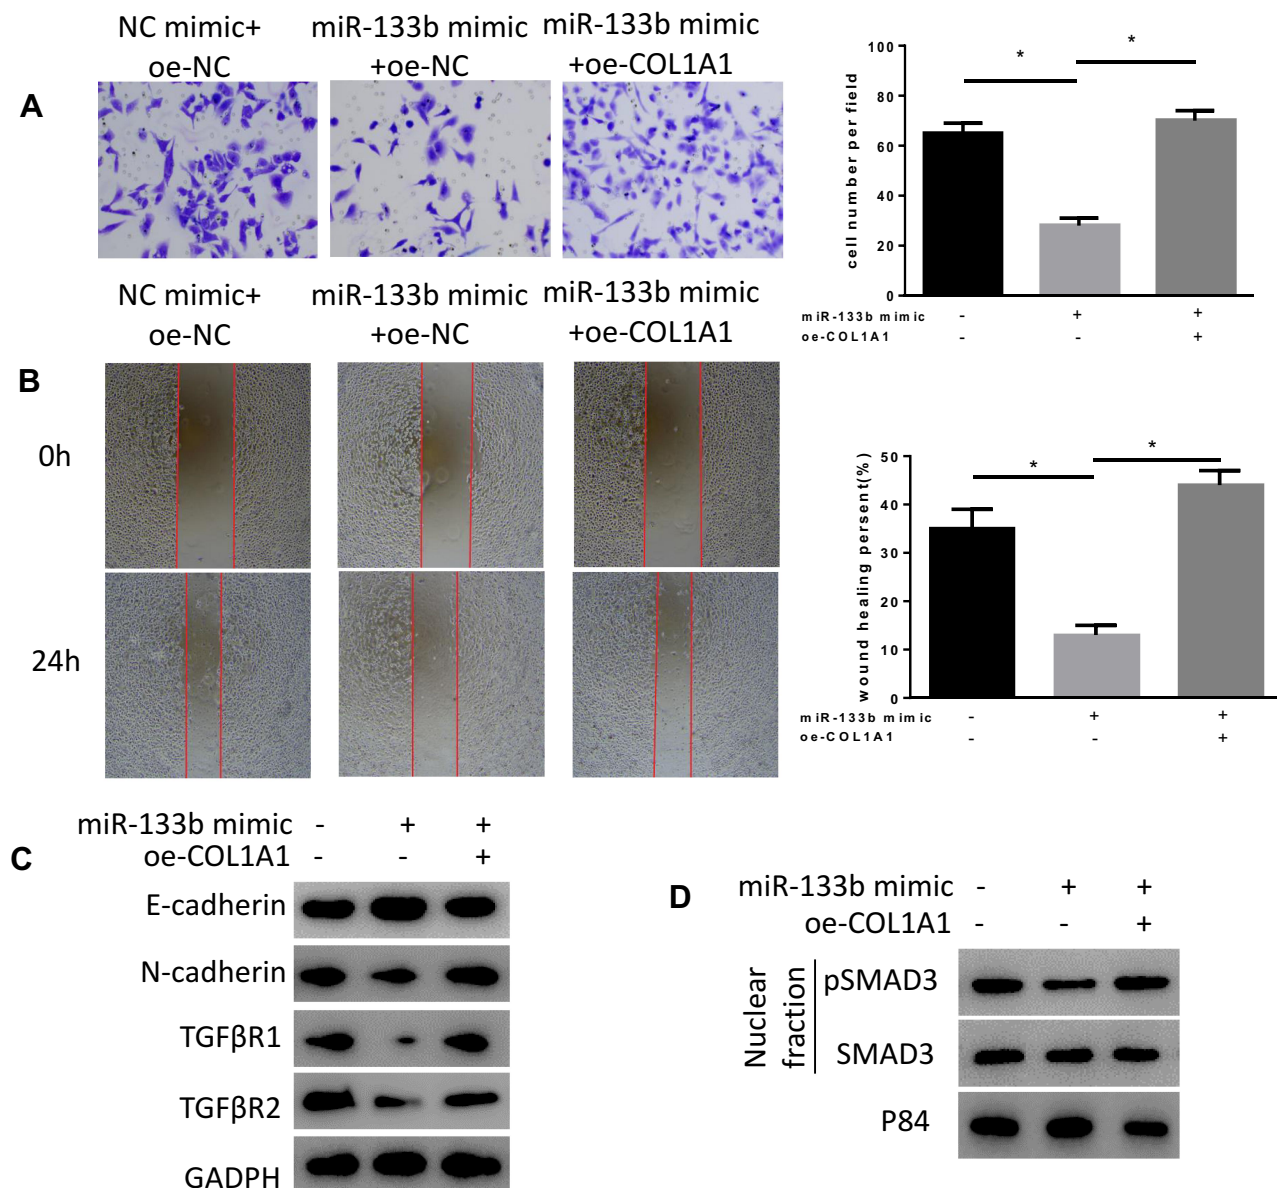 NC mimic+
oe-NC
miR-133b mimic
+oe-NC
miR-133b mimic
+oe-COL1A1
A
cell number per field
100
80
60
40
20
0
*
*
miR-133b mimic - + +
oe-COL1A1 - - +
NC mimic+
oe-NC
miR-133b mimic
+oe-NC
miR-133b mimic
+oe-COL1A1
B
0h
24h
wound healing persent(%)
50
40
30
20
10
0
*
*
miR-133b mimic - + +
oe-COL1A1 - - +
C
miR-133b mimic - + +
oe-COL1A1 - - +
E-cadherin
N-cadherin
TGFβR1
TGFβR2
GADPH
D
miR-133b mimic - + +
oe-COL1A1 - - +
Nuclear
fraction
pSMAD3
SMAD3
P84